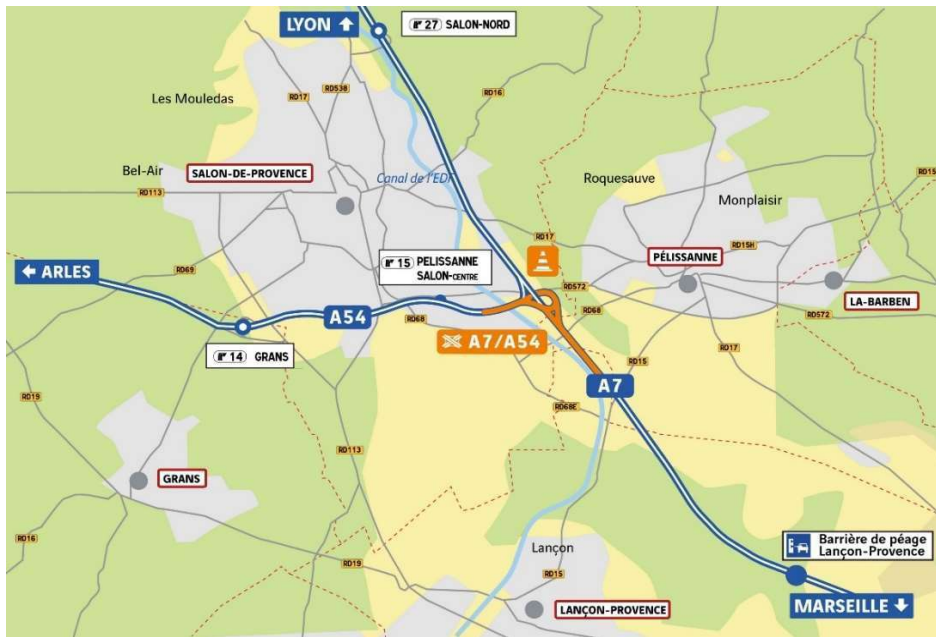 LYON ↑
27 SALON-NORD
RD538
RD17
RD16
Les Mouledas
Bel-Air
SALON-DE-PROVENCE
Canal de l'EDF
Roquesauve
RD15
RD113
Monplaisir
RD17
RD15H
15 PELISSANNE
SALON-CENTRE
PÉLISSANNE
← ARLES
RD69
RD572
LA-BARBEN
A54
RD68
RD68
RD572
A7/A54
14 GRANS
RD17
RD15
A7
RD19
RD68E
RD113
GRANS
RD16
Lançon
Barrière de péage
Lançon-Provence
RD19
RD15
LANÇON-PROVENCE
MARSEILLE ↓